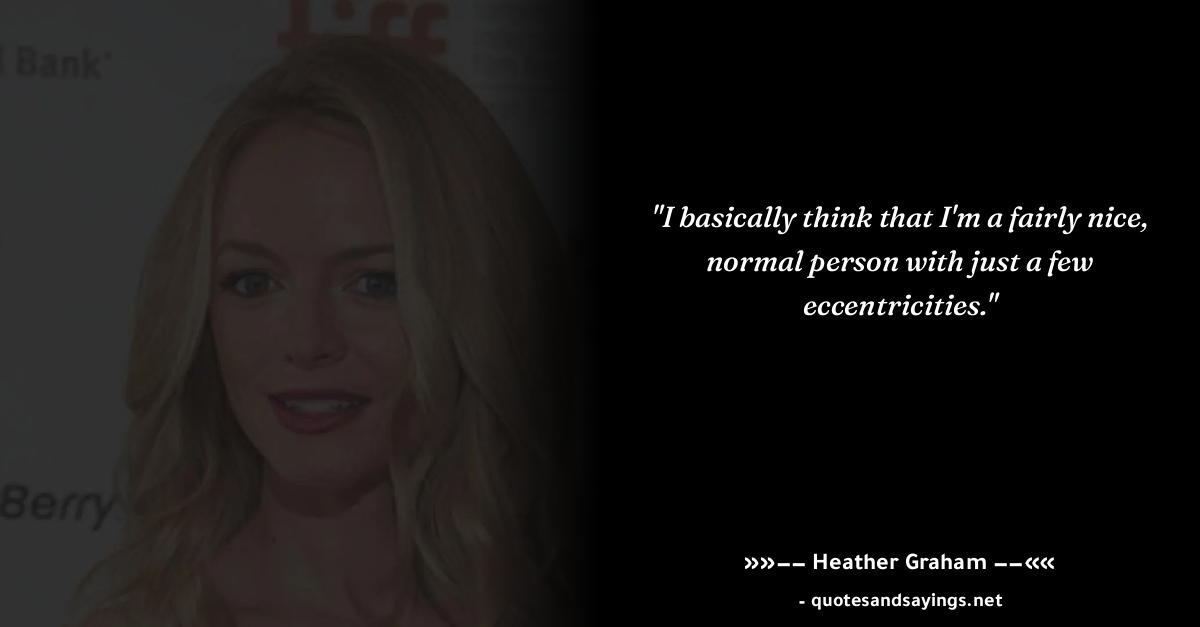 tiff
Bank
Berry
"I basically think that I'm a fairly nice,
normal person with just a few
eccentricities."
»»-- Heather Graham --««
- quotesandsayings.net